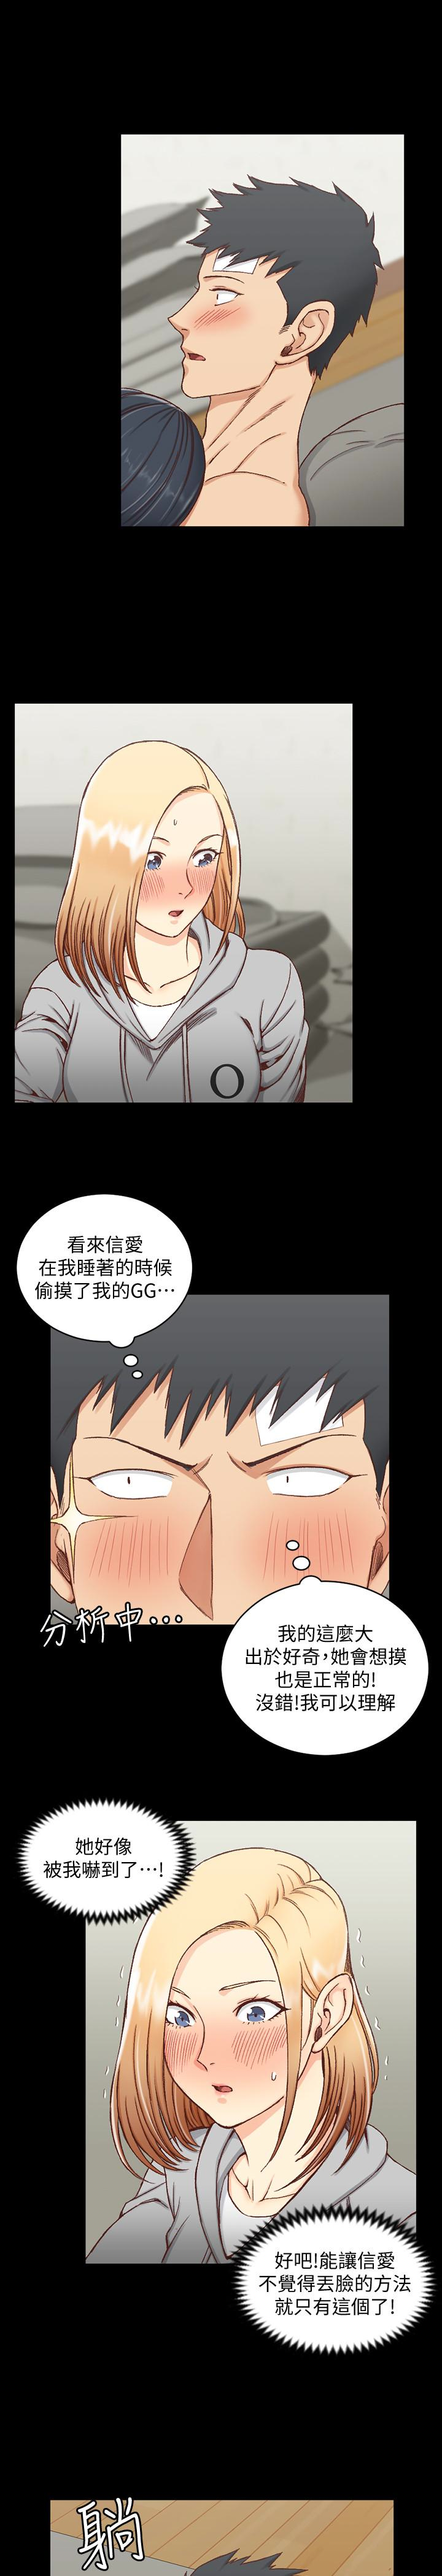 O
看來信愛
在我睡著的時候
偷摸了我的GG⋯
分析中⋯
我的這麼大
出於好奇,她會想摸
也是正常的!
沒錯!我可以理解
她好像
被我嚇到了⋯!
好吧!能讓信愛
不覺得丟臉的方法
就只有這個了!
躺